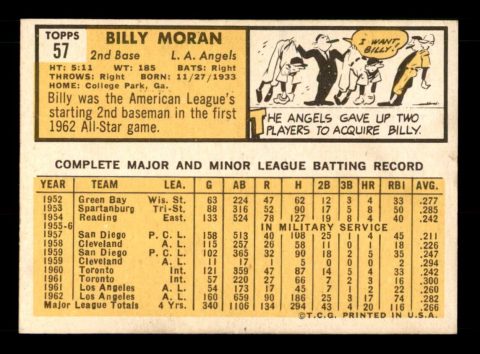 TOPPS
57
BILLY MORAN
2nd Base L. A. Angels
HT: 5:11 WT: 185 BATS: Right
THROWS: Right BORN: 11/27/1933
HOME: College Park, Ga.
Billy was the American League's
starting 2nd baseman in the first
1962 All-Star game.
I WANT
BILLY!
THE ANGELS GAVE UP TWO
PLAYERS TO ACQUIRE BILLY.
COMPLETE MAJOR AND MINOR LEAGUE BATTING RECORD
YEAR TEAM LEA. G AB R H 2B 3B HR RBI AVG.
1952 Green Bay Wis. St. 63 224 47 62 12 3 4 33 .277
1953 Spartanburg Tri-St. 88 316 52 90 17 5 8 50 .285
1954 Reading East. 133 524 78 127 19 8 4 40 .242
1955-6 IN MILITARY SERVICE
1957 San Diego P.C.L. 158 513 40 108 25 1 4 45 .211
1958 Cleveland A.L. 115 257 26 58 11 0 1 18 .226
1959 San Diego P.C.L. 102 365 32 90 18 2 5 35 .247
1959 Cleveland A.L. 11 17 1 5 0 0 0 2 .294
1960 Toronto Int. 121 359 47 87 14 4 5 32 .242
1961 Toronto Int. 57 220 22 66 7 2 3 16 .300
1961 Los Angeles A.L. 54 173 17 45 7 1 2 22 .260
1962 Los Angeles A.L. 160 659 90 186 25 3 17 74 .282
Major League Totals 4 Yrs. 340 1106 134 294 43 4 20 116 .266
©T.C.G. PRINTED IN U.S.A.